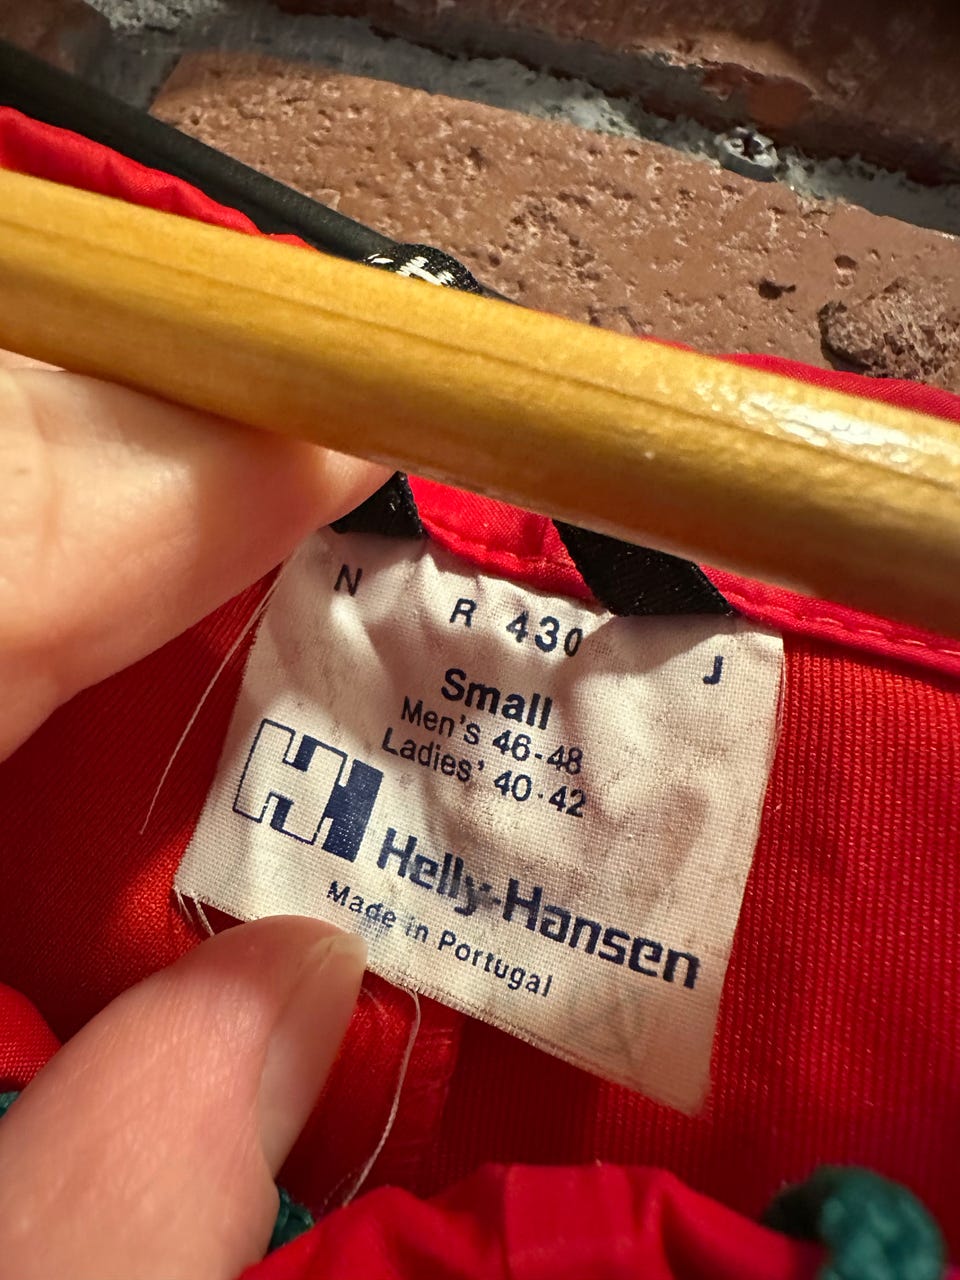 N R 430 J
Small
Men's 46-48
Ladies' 40-42
HH Helly-Hansen
Made in Portugal